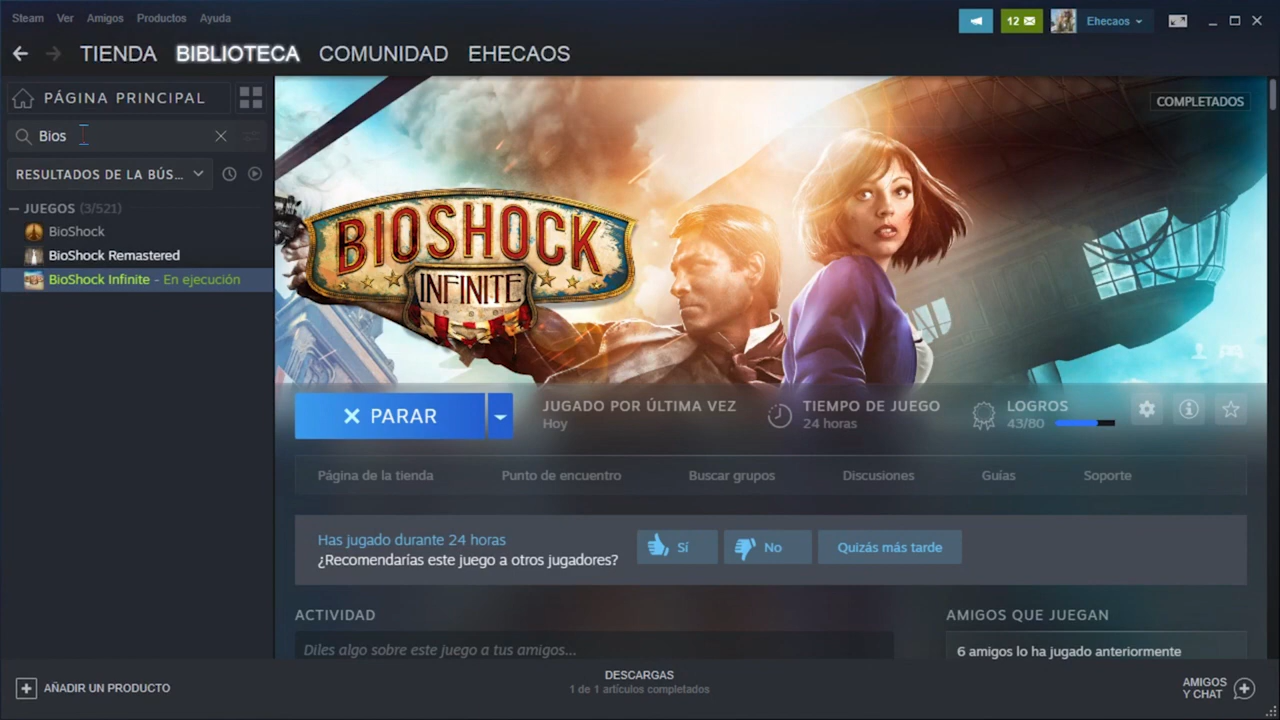 Steam Ver Amigos Productos Ayuda
12
Ehecaos
TIENDA BIBLIOTECA COMUNIDAD EHECAOS
PÁGINA PRINCIPAL
COMPLETADOS
Bios
RESULTADOS DE LA BÚS...
JUEGOS (3/521)
BioShock
BioShock Remastered
BioShock Infinite - En ejecución
BIOSHOCK
INFINITE
PARAR
JUGADO POR ÚLTIMA VEZ
Hoy
TIEMPO DE JUEGO
24 horas
LOGROS
43/80
Página de la tienda Punto de encuentro Buscar grupos Discusiones Guías Soporte
Has jugado durante 24 horas
¿Recomendarías este juego a otros jugadores?
Sí
No
Quizás más tarde
ACTIVIDAD
Diles algo sobre este juego a tus amigos...
AMIGOS QUE JUEGAN
6 amigos lo ha jugado anteriormente
AÑADIR UN PRODUCTO
DESCARGAS
1 de 1 artículos completados
AMIGOS
Y CHAT